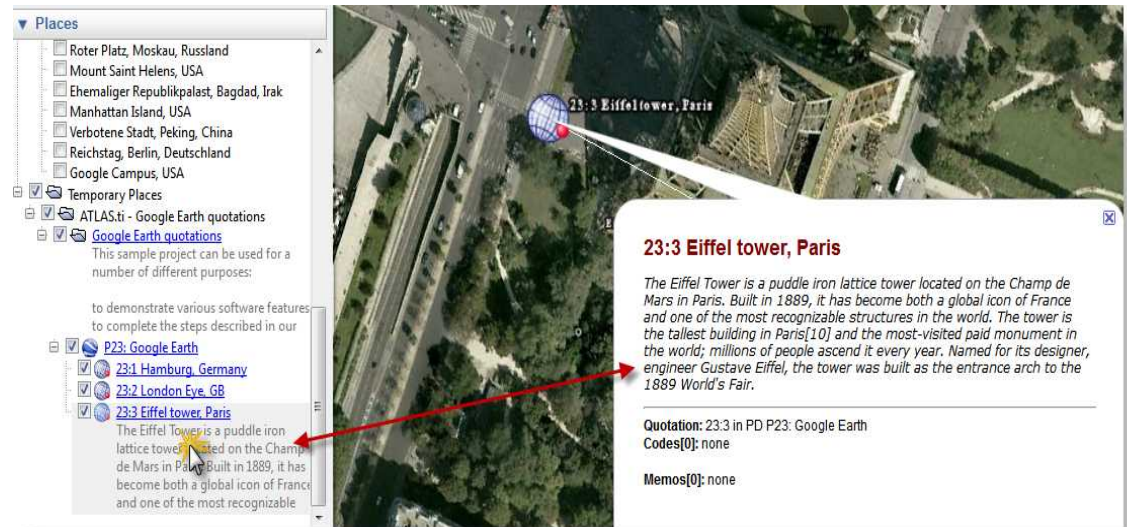 Places
Roter Platz, Moskau, Russland
Mount Saint Helens, USA
Ehemaliger Republikpalast, Bagdad, Irak
Manhattan Island, USA
Verbotene Stadt, Peking, China
Reichstag, Berlin, Deutschland
Google Campus, USA
Temporary Places
ATLAS.ti - Google Earth quotations
Google Earth quotations
This sample project can be used for a
number of different purposes:
to demonstrate various software features
to complete the steps described in our
P23: Google Earth
23:1 Hamburg, Germany
23:2 London Eye, GB
23:3 Eiffel tower, Paris
The Eiffel Tower is a puddle iron
lattice tower located on the Champ
de Mars in Paris. Built in 1889, it has
become both a global icon of France
and one of the most recognizable
23:3 Eiffel tower, Paris
23:3 Eiffel tower, Paris
The Eiffel Tower is a puddle iron lattice tower located on the Champ de
Mars in Paris. Built in 1889, it has become both a global icon of France
and one of the most recognizable structures in the world. The tower is
the tallest building in Paris[10] and the most-visited paid monument in
the world; millions of people ascend it every year. Named for its designer,
engineer Gustave Eiffel, the tower was built as the entrance arch to the
1889 World's Fair.
Quotation: 23:3 in PD P23: Google Earth
Codes[0]: none
Memos[0]: none